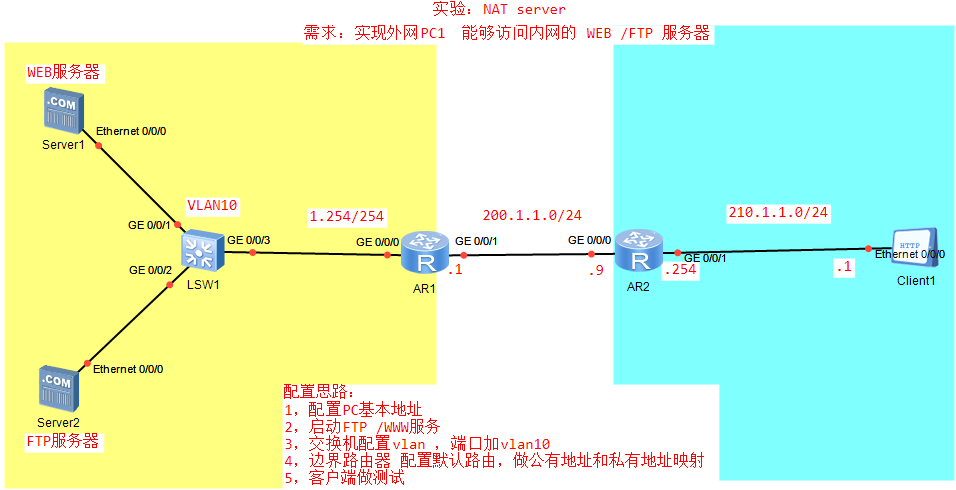 实验：NAT server
需求：实现外网PC1 能够访问内网的 WEB /FTP 服务器
WEB服务器
.COM
Server1
Ethernet 0/0/0
VLAN10
GE 0/0/1
GE 0/0/3
GE 0/0/2
LSW1
1.254/254
GE 0/0/0
R
AR1
GE 0/0/1
.1
200.1.1.0/24
GE 0/0/0
.9
R
AR2
GE 0/0/1
.254
210.1.1.0/24
.1
HTTP
Ethernet 0/0/0
Client1
Ethernet 0/0/0
.COM
Server2
FTP服务器
配置思路：
1，配置PC基本地址
2，启动FTP /WWW服务
3，交换机配置vlan ，端口加vlan10
4，边界路由器 配置默认路由，做公有地址和私有地址映射
5，客户端做测试